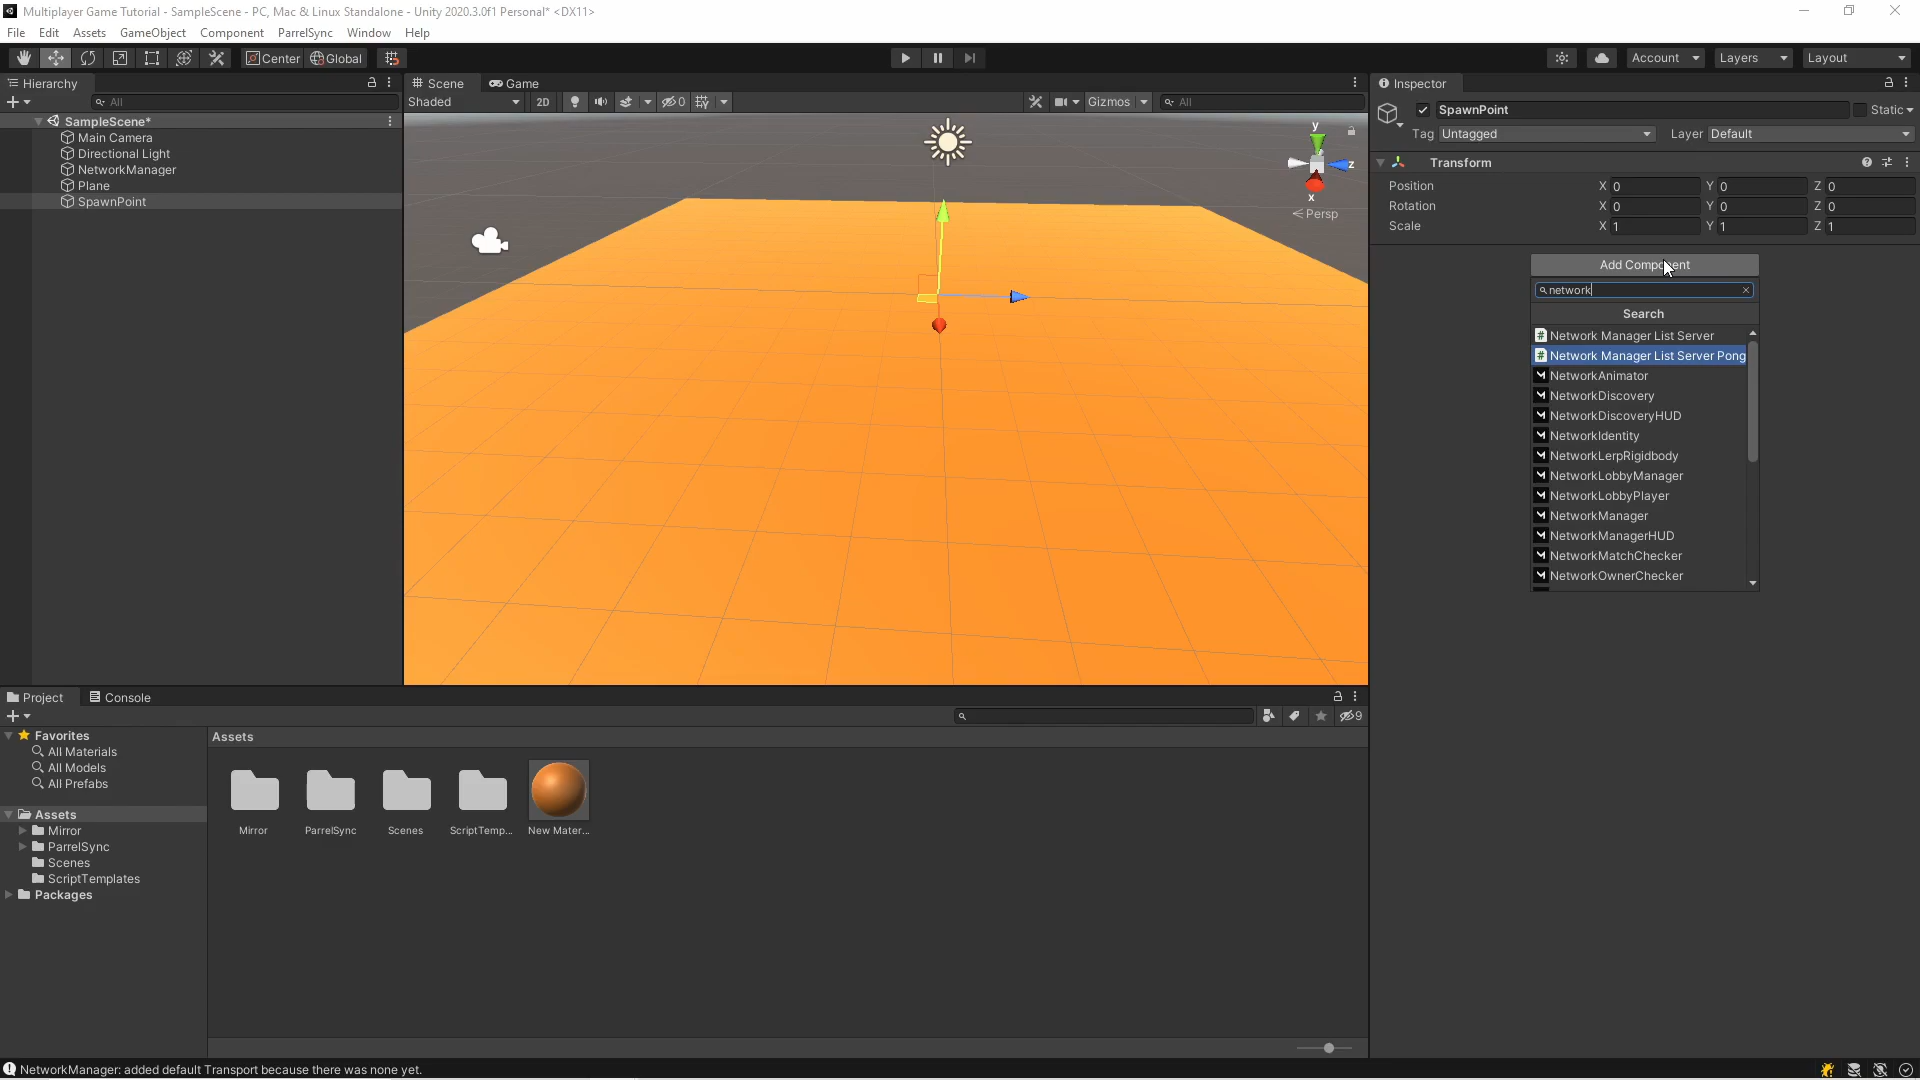 Multiplayer Game Tutorial - SampleScene - PC, Mac & Linux Standalone - Unity 2020.3.0f1 Personal* <DX11>
File Edit Assets GameObject Component ParrelSync Window Help
Center Global Account Layers Layout
Hierarchy
All
SampleScene*
Main Camera
Directional Light
NetworkManager
Plane
SpawnPoint
Scene Game
Shaded 2D 0 Gizmos All
y
z
x
Persp
Inspector
SpawnPoint Static
Tag Untagged Layer Default
Transform
Position X 0 Y 0 Z 0
Rotation X 0 Y 0 Z 0
Scale X 1 Y 1 Z 1
Add Component
network
Search
Network Manager List Server
Network Manager List Server Pong
NetworkAnimator
NetworkDiscovery
NetworkDiscoveryHUD
NetworkIdentity
NetworkLerpRigidbody
NetworkLobbyManager
NetworkLobbyPlayer
NetworkManager
NetworkManagerHUD
NetworkMatchChecker
NetworkOwnerChecker
Project Console
9
Favorites
All Materials
All Models
All Prefabs
Assets
Mirror
ParrelSync
Scenes
ScriptTemplates
Packages
Assets
Mirror ParrelSync Scenes ScriptTemp... New Mater...
NetworkManager: added default Transport because there was none yet.